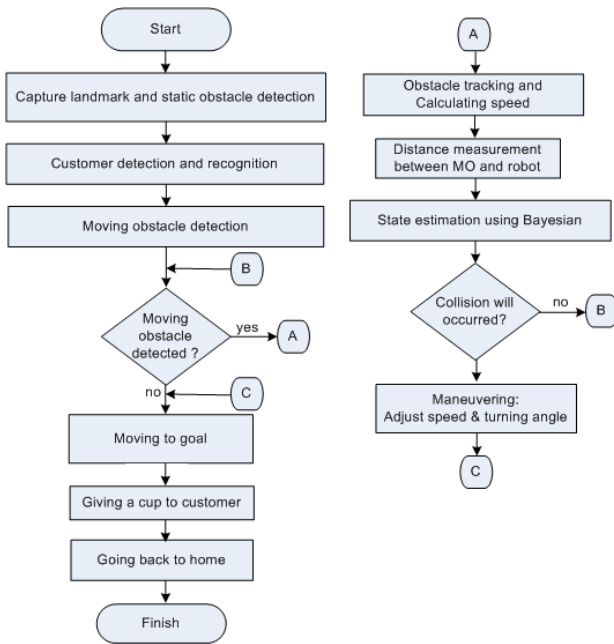 Start
Capture landmark and static obstacle detection
Customer detection and recognition
Moving obstacle detection
B
Moving
obstacle
detected ?
yes
A
no
C
Moving to goal
Giving a cup to customer
Going back to home
Finish
A
Obstacle tracking and
Calculating speed
Distance measurement
between MO and robot
State estimation using Bayesian
Collision will
occurred?
no
B
Maneuvering:
Adjust speed & turning angle
C